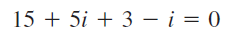 15 + 5i + 3 − i = 0